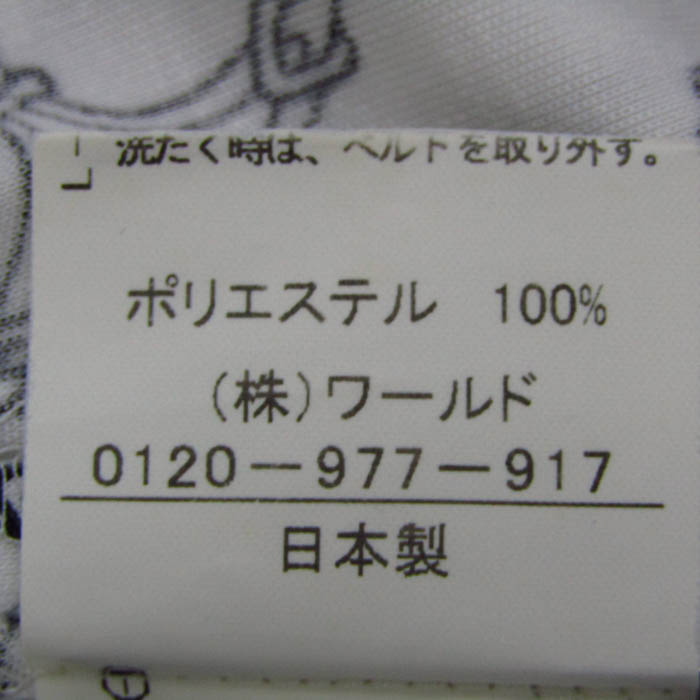 洗たく時は、ベルトを取り外す。
ポリエステル 100%
(株)ワールド
0120-977-917
日本製